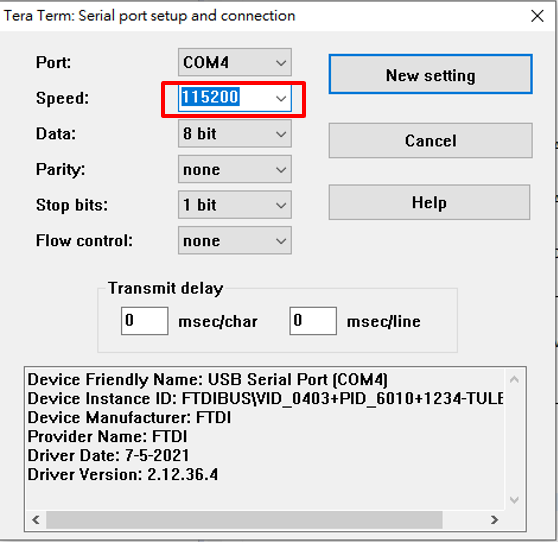 Tera Term: Serial port setup and connection
Port: COM4
New setting
Speed: 115200
Data: 8 bit
Cancel
Parity: none
Stop bits: 1 bit
Help
Flow control: none
Transmit delay
0 msec/char 0 msec/line
Device Friendly Name: USB Serial Port (COM4)
Device Instance ID: FTDIBUS\VID_0403+PID_6010+1234-TULE
Device Manufacturer: FTDI
Provider Name: FTDI
Driver Date: 7-5-2021
Driver Version: 2.12.36.4